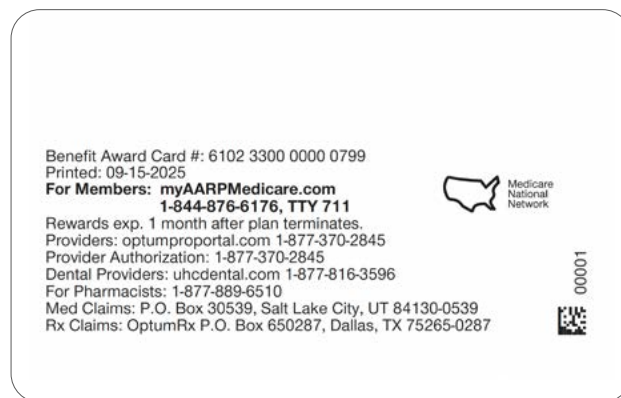 Benefit Award Card #: 6102 3300 0000 0799
Printed: 09-15-2025
For Members: myAARPMedicare.com
1-844-876-6176, TTY 711
Rewards exp. 1 month after plan terminates.
Providers: optumproportal.com 1-877-370-2845
Provider Authorization: 1-877-370-2845
Dental Providers: uhcdental.com 1-877-816-3596
For Pharmacists: 1-877-889-6510
Med Claims: P.O. Box 30539, Salt Lake City, UT 84130-0539
Rx Claims: OptumRx P.O. Box 650287, Dallas, TX 75265-0287
Medicare
National
Network
00001